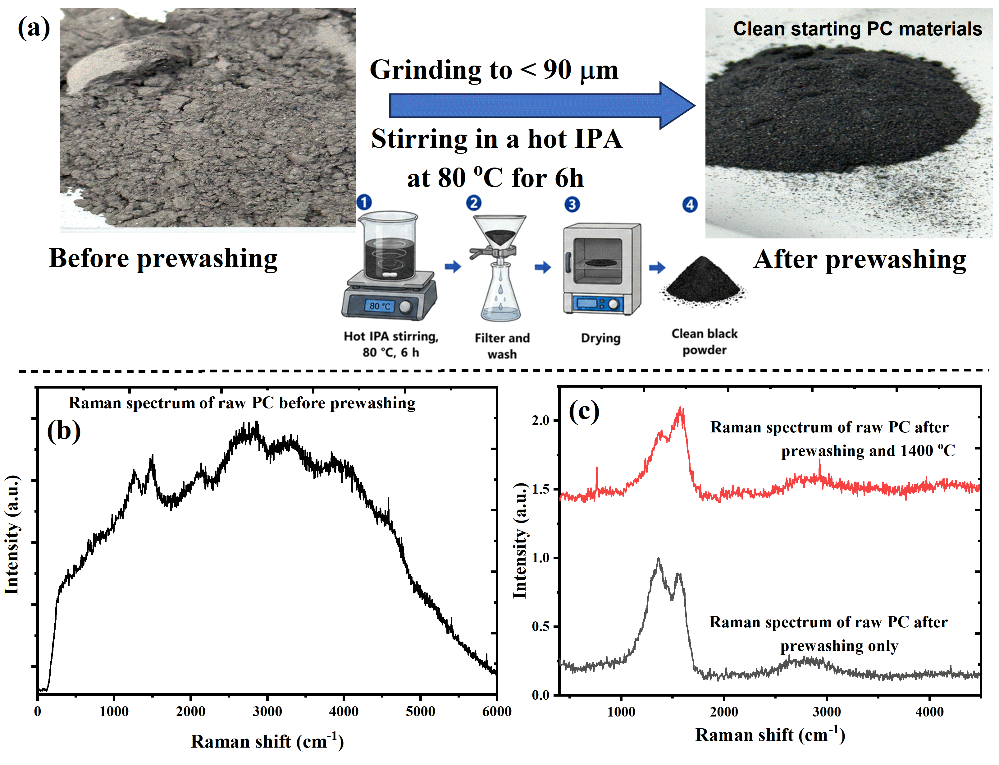 (a)
Clean starting PC materials
Grinding to < 90 μm
Stirring in a hot IPA
at 80 ºC for 6h
Before prewashing
After prewashing
1
2
3
4
80 °C
Hot IPA stirring,
80 °C, 6 h
Filter and
wash
Drying
Clean black
powder
Raman spectrum of raw PC before prewashing
(b)
Intensity (a.u.)
0 1000 2000 3000 4000 5000 6000
Raman shift (cm-1)
(c)
Raman spectrum of raw PC after
prewashing and 1400 ºC
Raman spectrum of raw PC after
prewashing only
Intensity (a.u.)
2.0
1.5
1.0
0.5
0.0
1000 2000 3000 4000
Raman shift (cm-1)